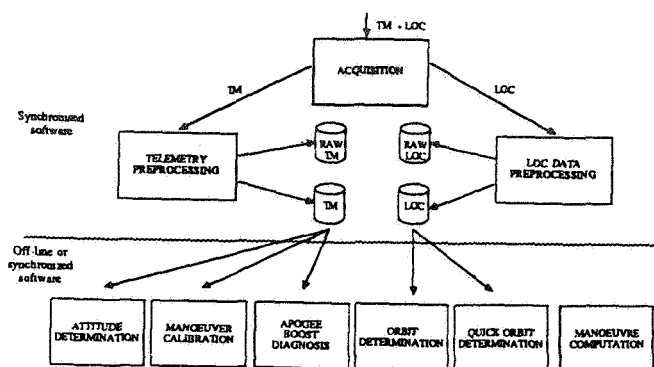 TM + LOC
ACQUISITION
TM
LOC
Synchronized
software
RAW
TM
RAW
LOC
TELEMETRY
PREPROCESSING
LOC DATA
PREPROCESSING
TM
LOC
Off-line or
synchronized
software
ATTITUDE
DETERMINATION
MANOEUVER
CALIBRATION
APOGEE
BOOST
DIAGNOSIS
ORBIT
DETERMINATION
QUICK ORBIT
DETERMINATION
MANOEUVRE
COMPUTATION